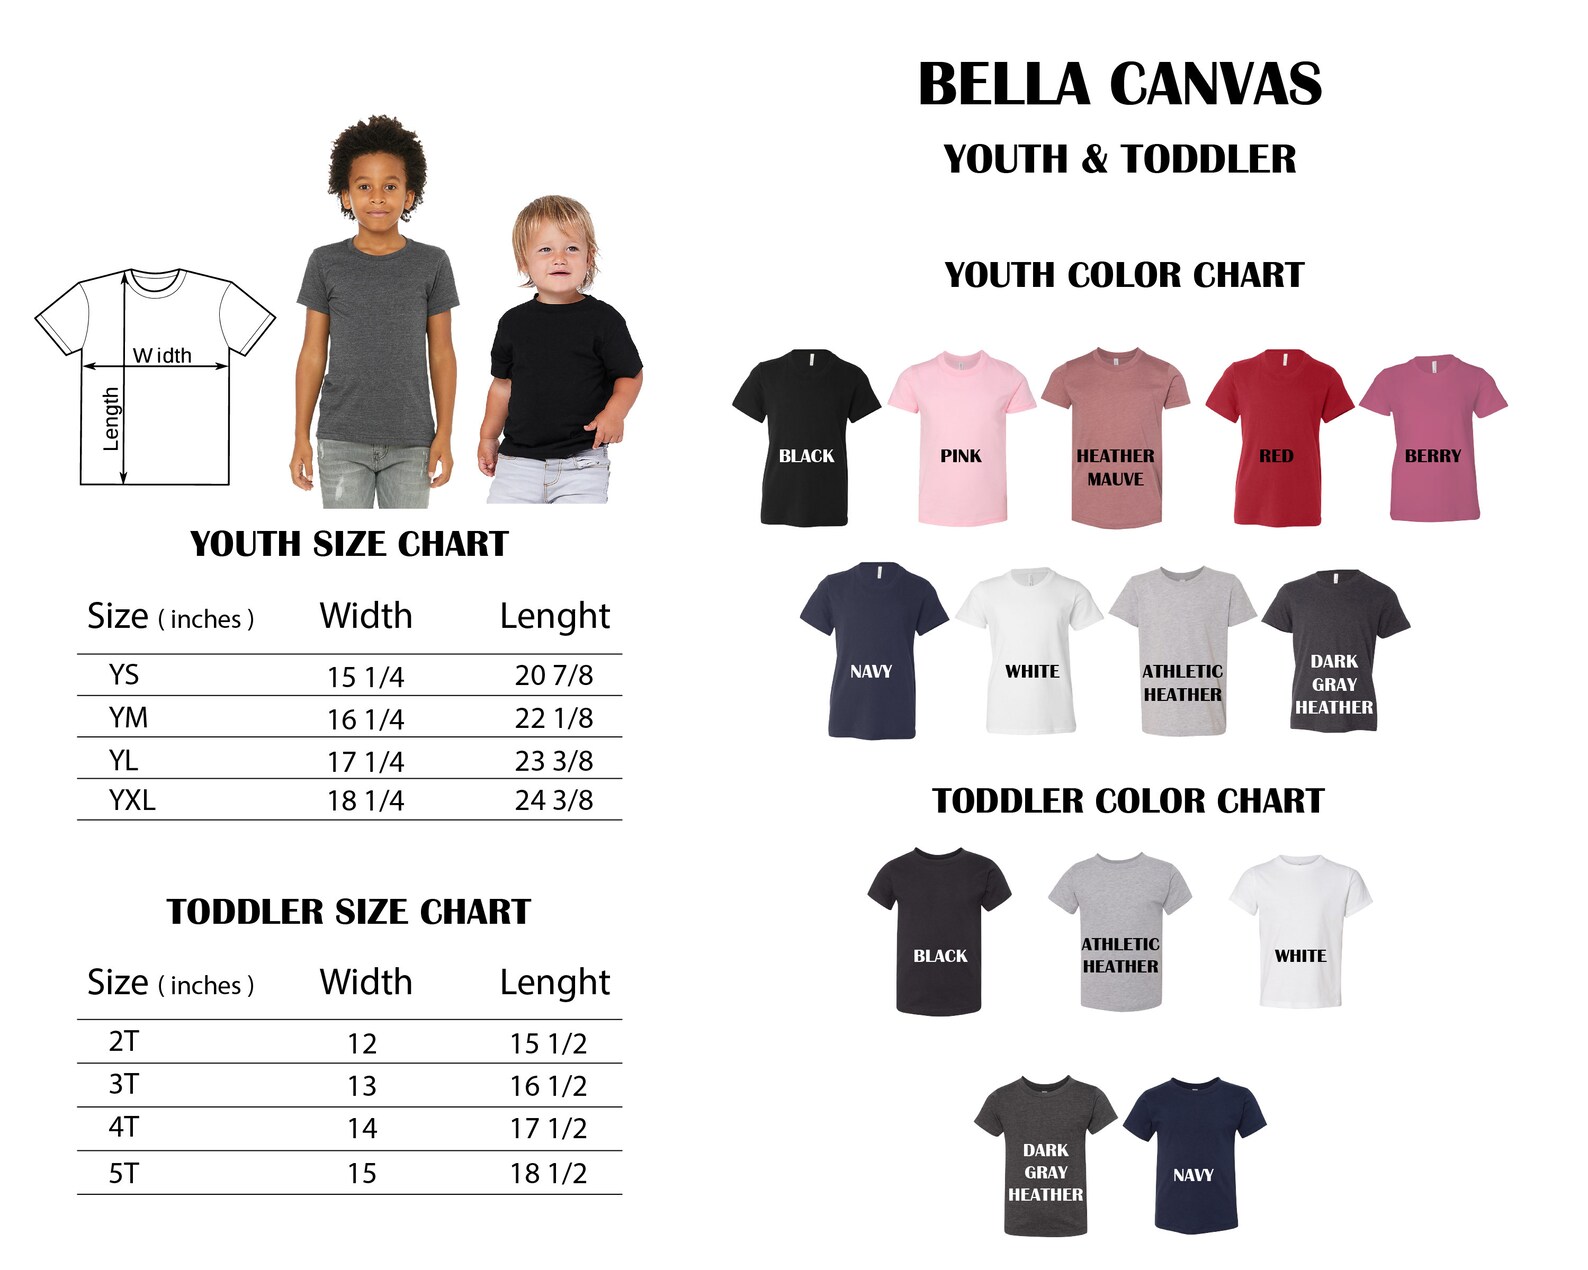 BELLA CANVAS
YOUTH & TODDLER
Width
Length
YOUTH SIZE CHART
Size ( inches ) Width Lenght
YS 15 1/4 20 7/8
YM 16 1/4 22 1/8
YL 17 1/4 23 3/8
YXL 18 1/4 24 3/8
TODDLER SIZE CHART
Size ( inches ) Width Lenght
2T 12 15 1/2
3T 13 16 1/2
4T 14 17 1/2
5T 15 18 1/2
YOUTH COLOR CHART
BLACK
PINK
HEATHER
MAUVE
RED
BERRY
NAVY
WHITE
ATHLETIC
HEATHER
DARK
GRAY
HEATHER
TODDLER COLOR CHART
BLACK
ATHLETIC
HEATHER
WHITE
DARK
GRAY
HEATHER
NAVY